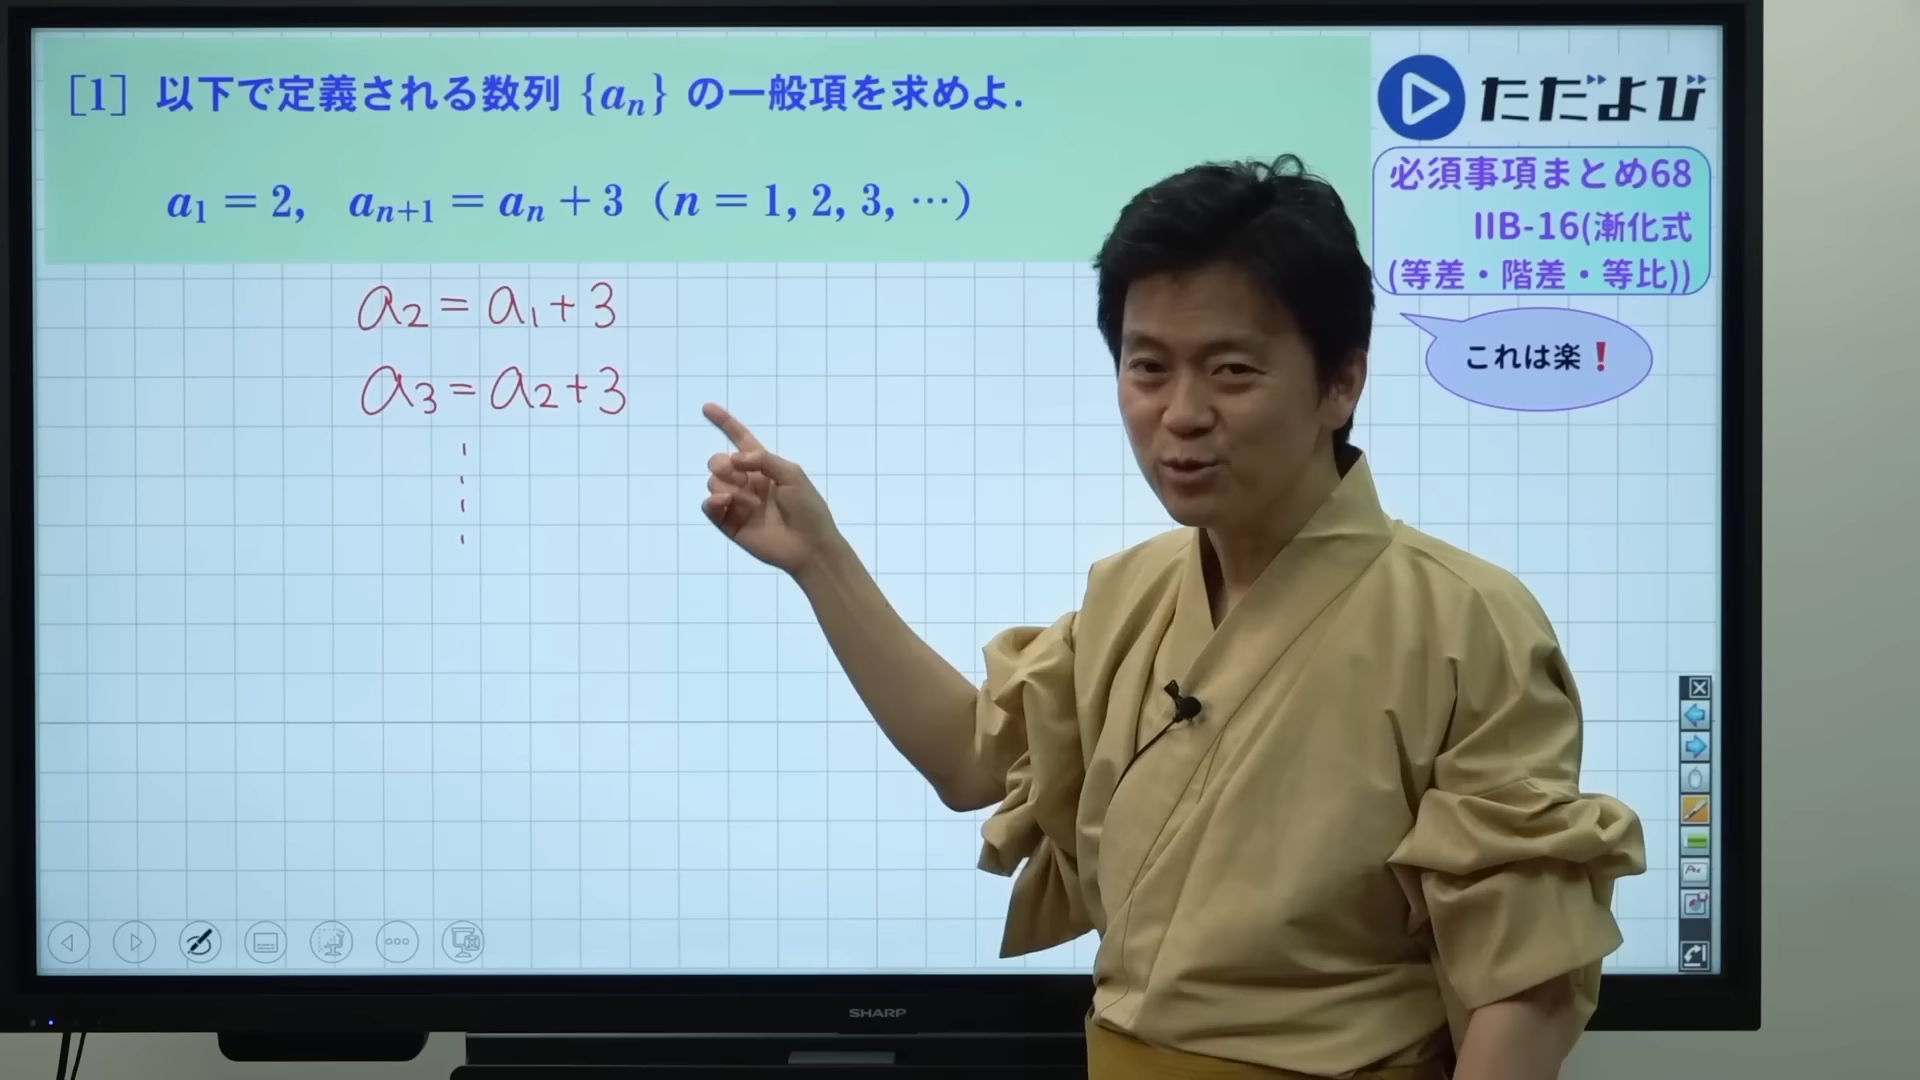 [1] 以下で定義される数列 {aₙ} の一般項を求めよ.
a₁ = 2, aₙ₊₁ = aₙ + 3 (n = 1, 2, 3, ⋯)
a₂ = a₁ + 3
a₃ = a₂ + 3
ただよび
必須事項まとめ68
IIB-16(漸化式
(等差・階差・等比))
これは楽❗
Pen
SHARP